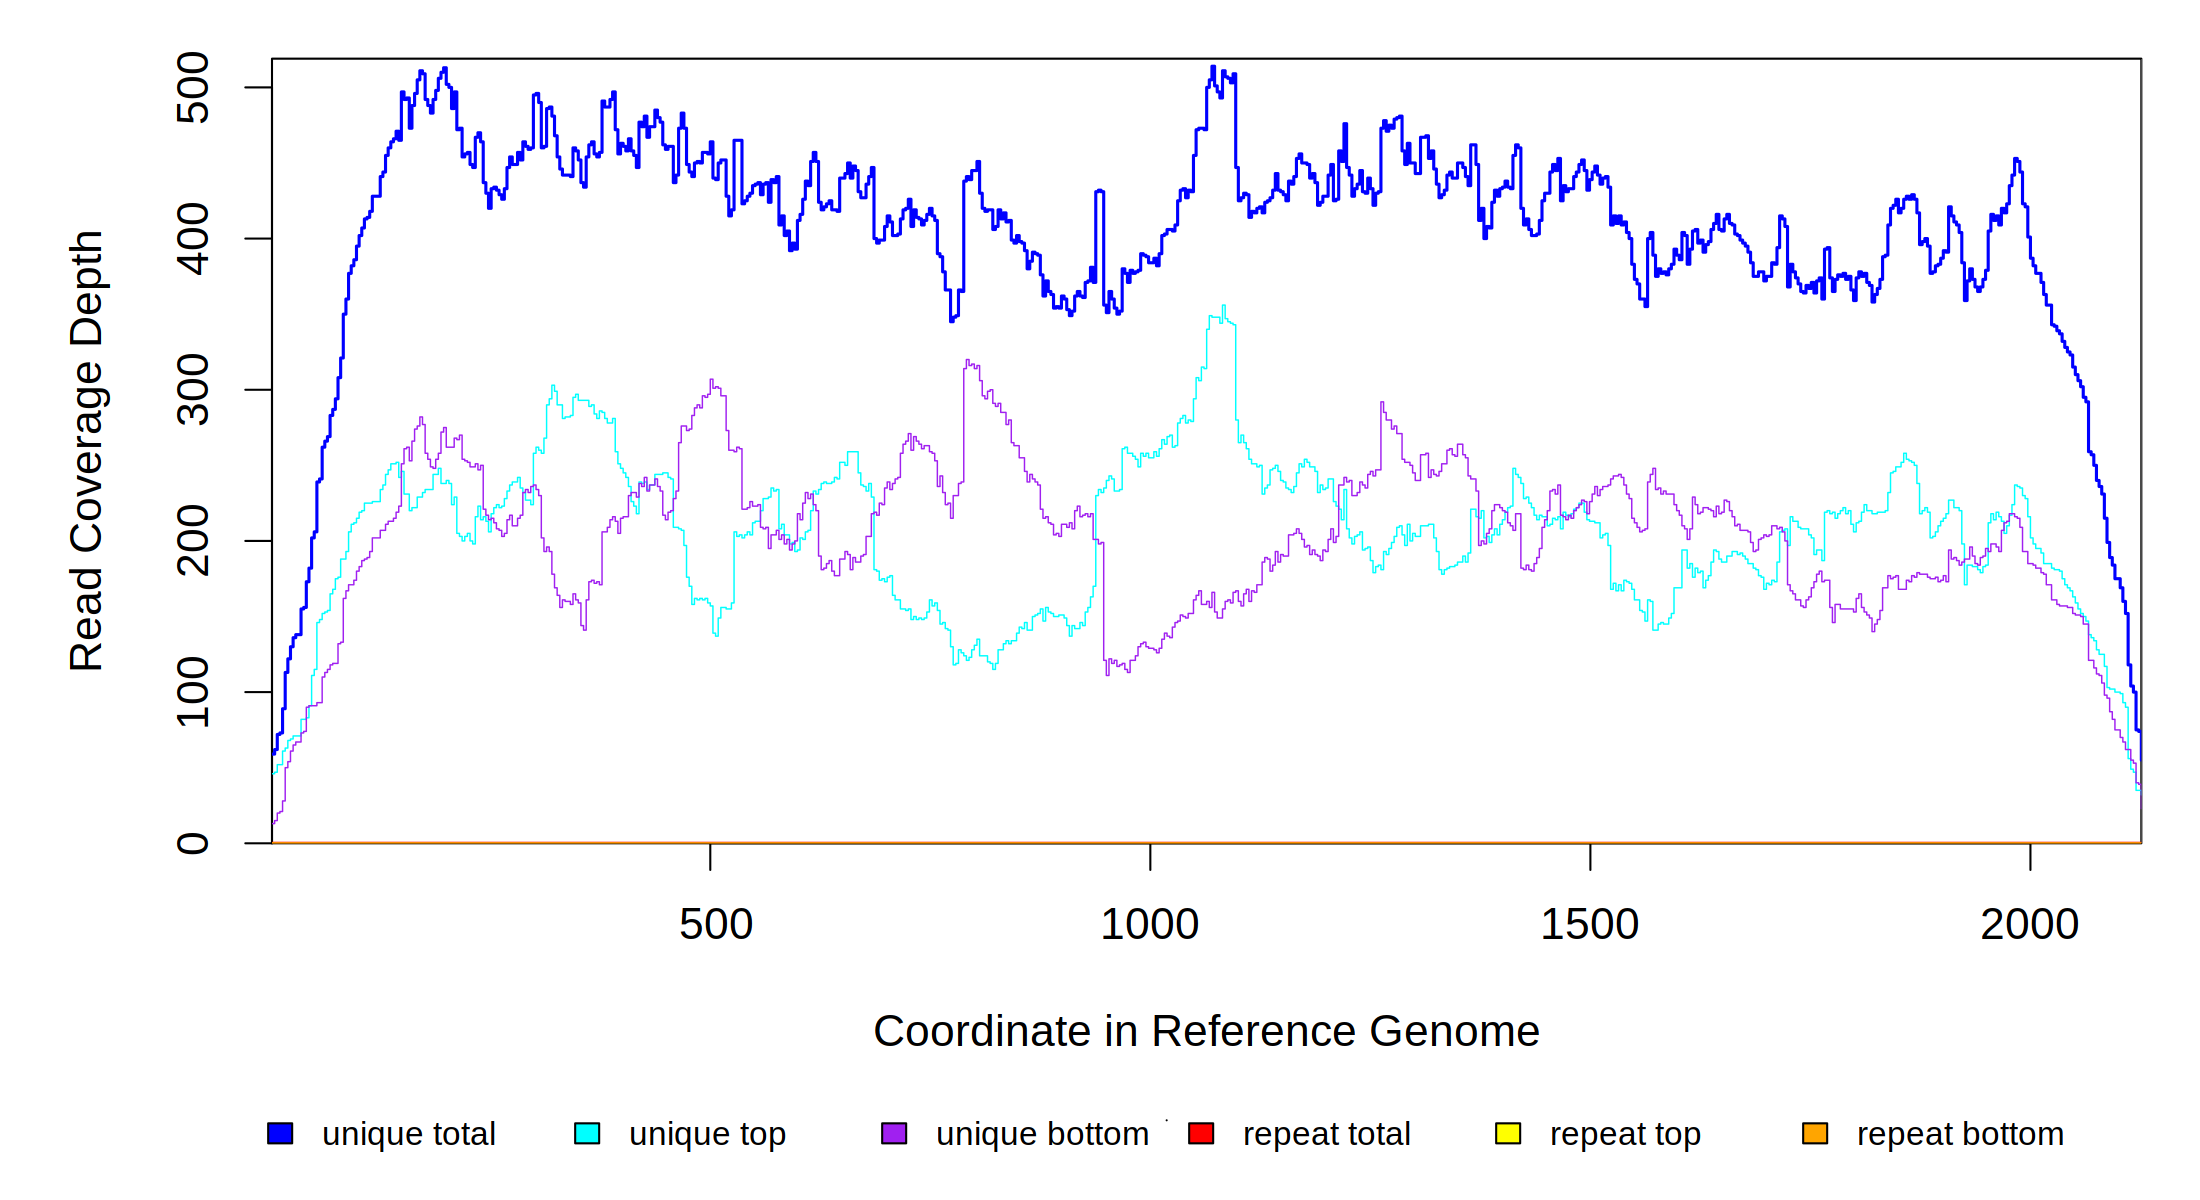 Read Coverage Depth
500
400
300
200
100
0
500 1000 1500 2000
Coordinate in Reference Genome
unique total unique top unique bottom repeat total repeat top repeat bottom